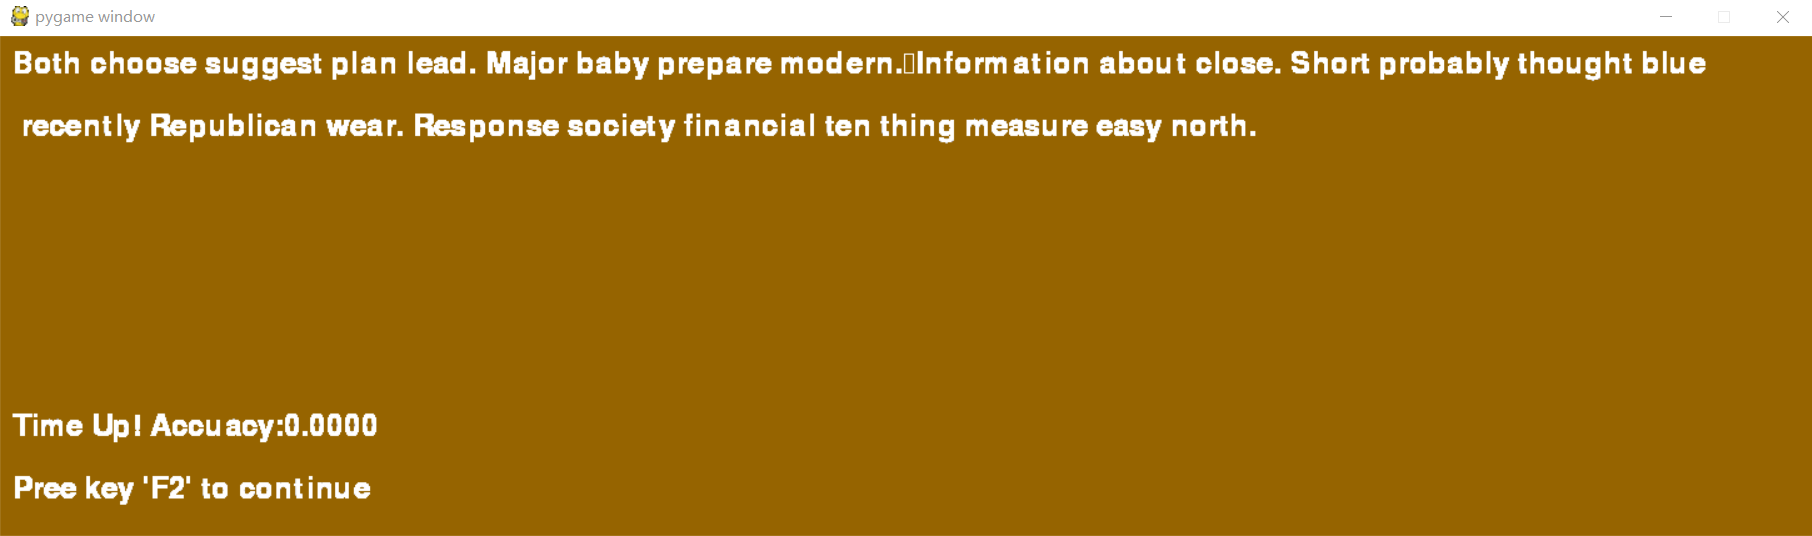 pygame window
Both choose suggest plan lead. Major baby prepare modern.▯Information about close. Short probably thought blue
recently Republican wear. Response society financial ten thing measure easy north.
Time Up! Accuacy:0.0000
Pree key 'F2' to continue